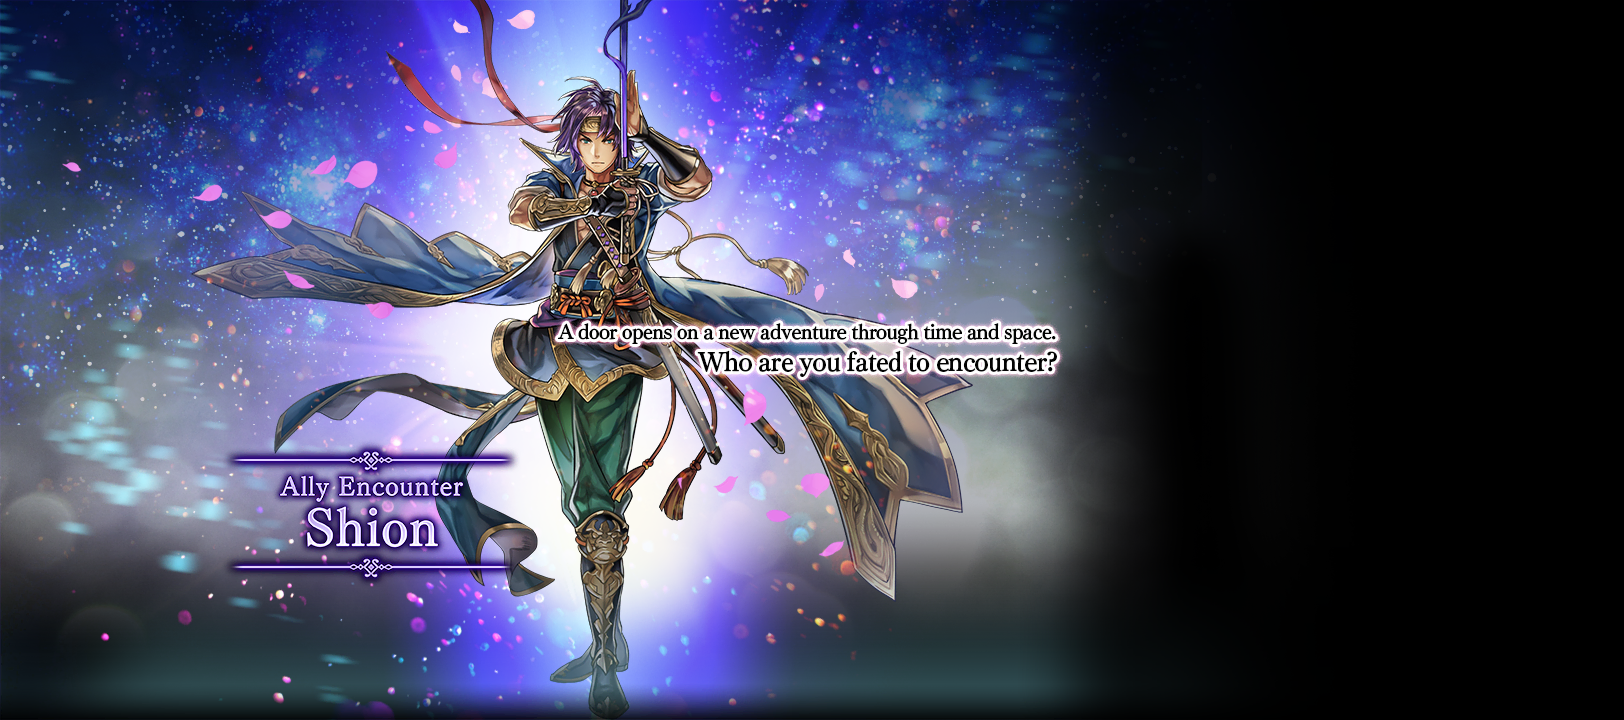 A door opens on a new adventure through time and space.
Who are you fated to encounter?
Ally Encounter
Shion